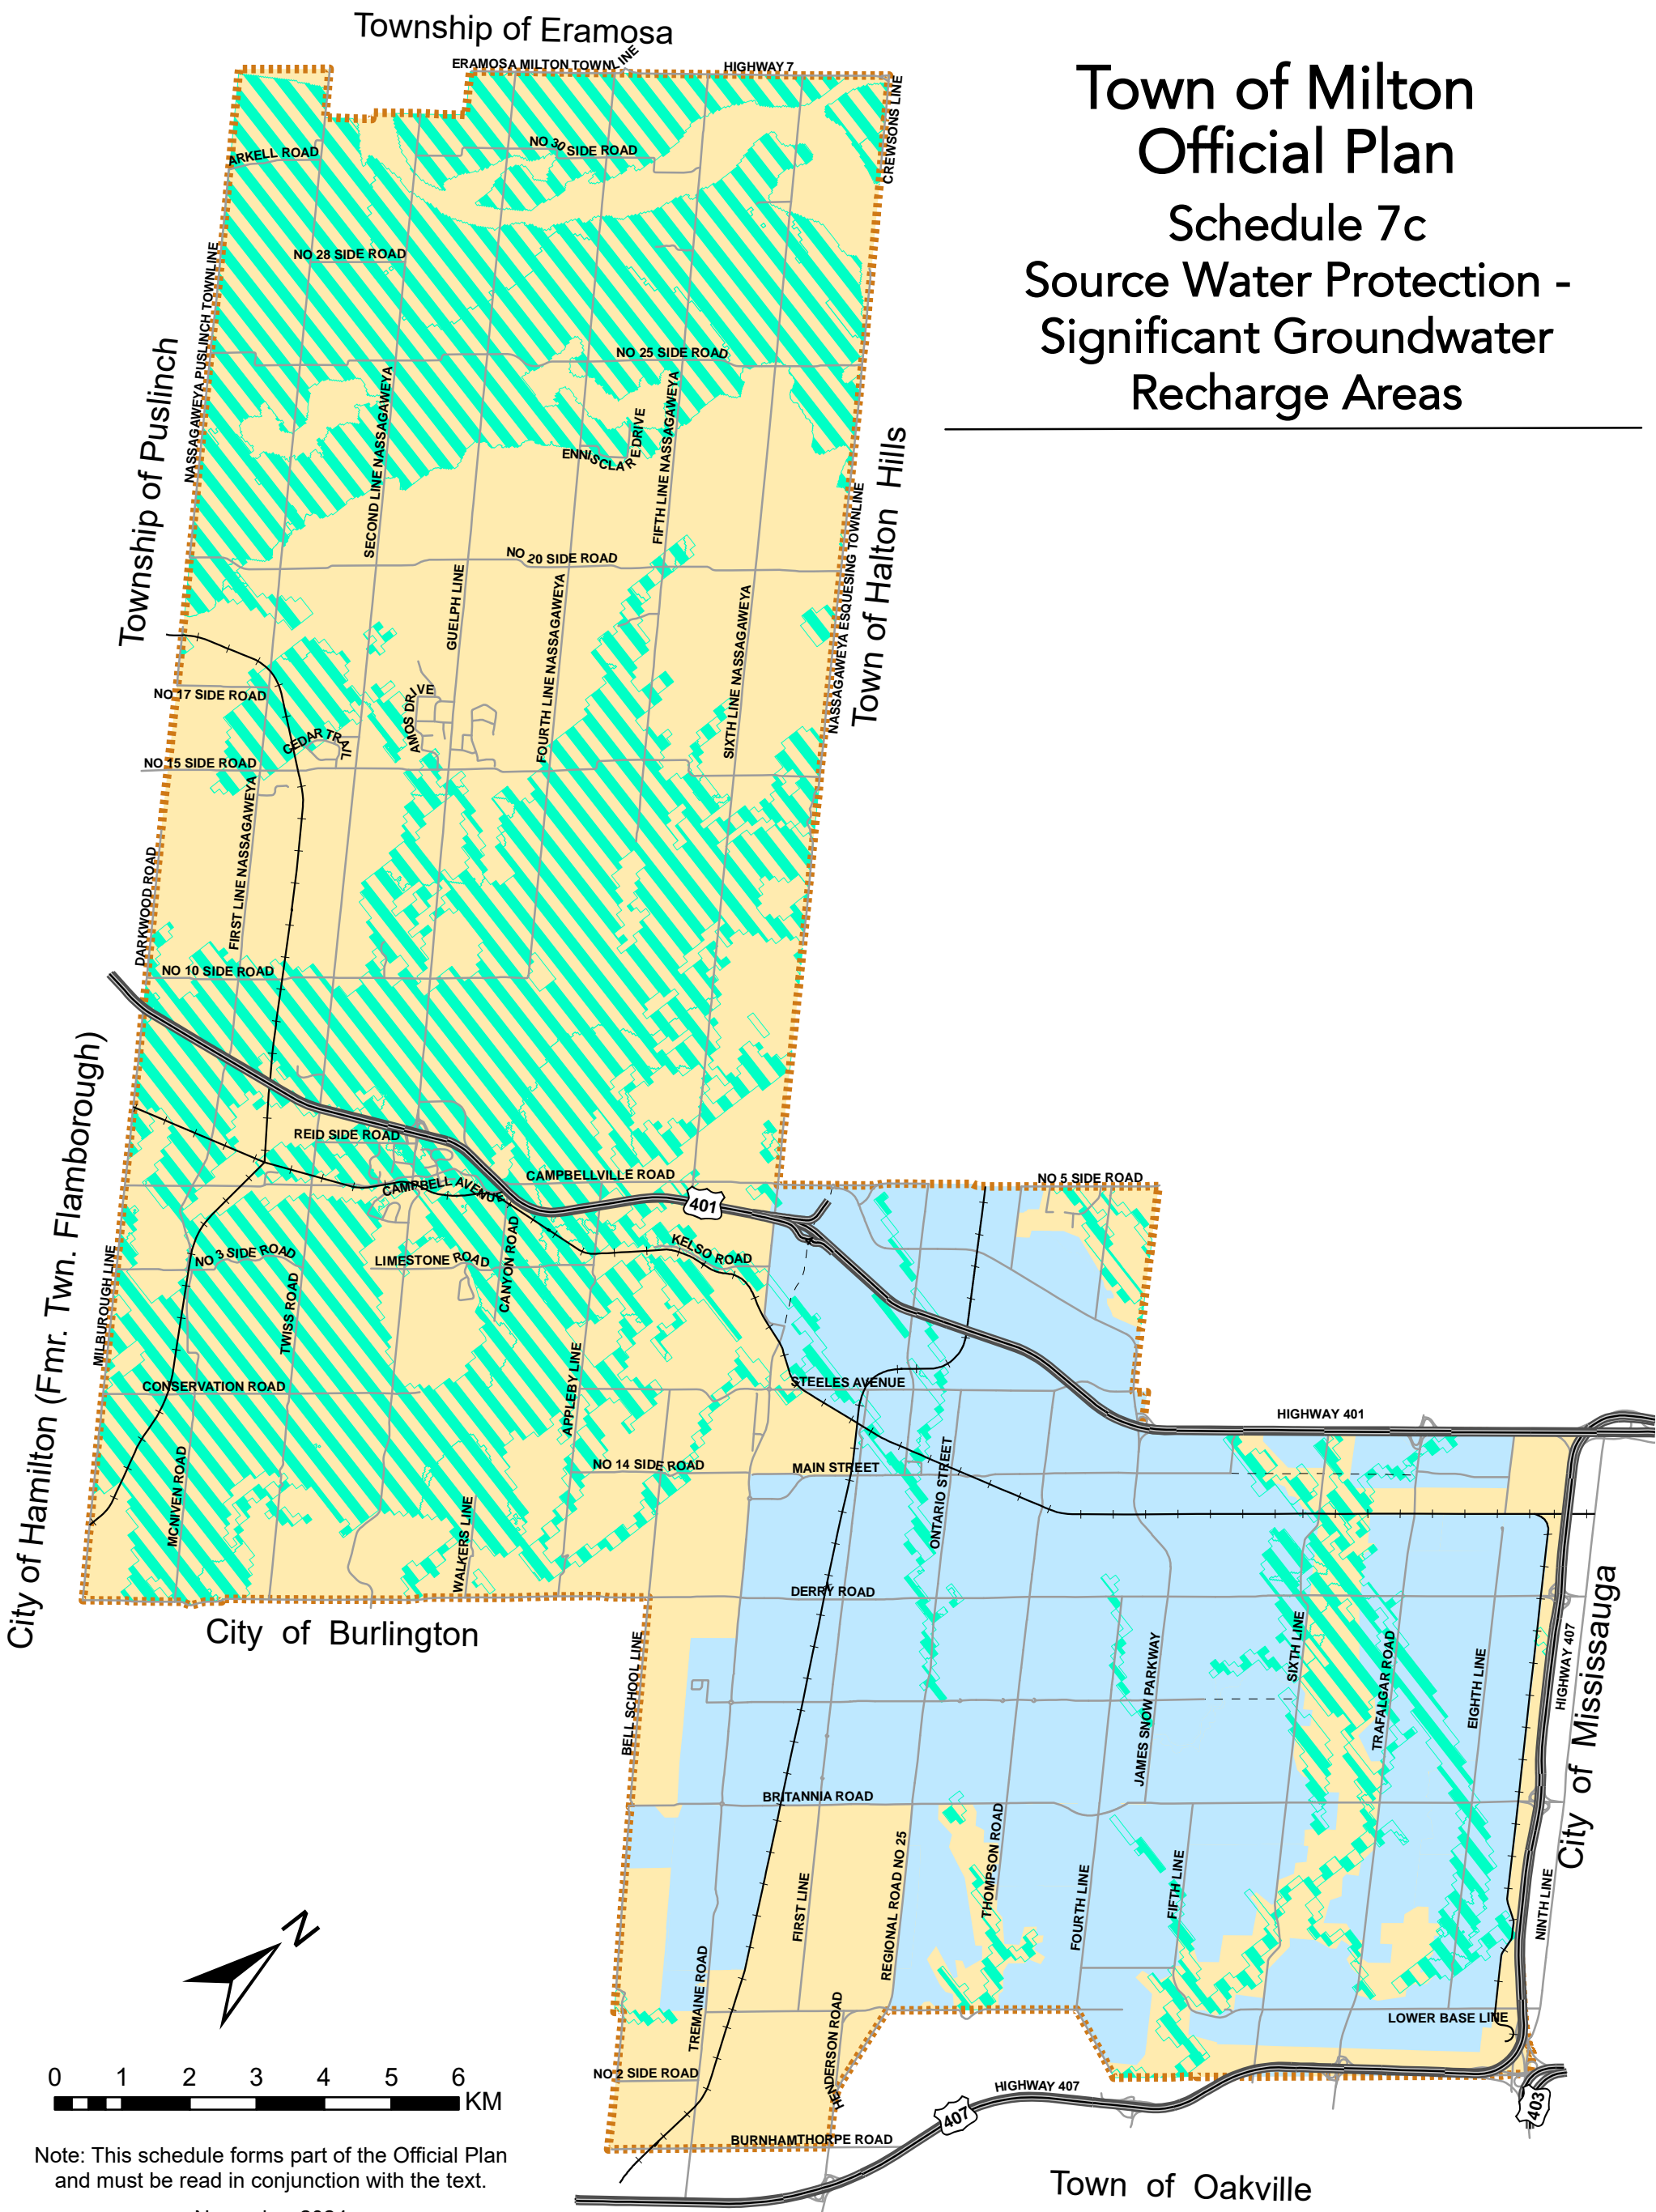 Township of Eramosa
Town of Milton
Official Plan
Schedule 7c
Source Water Protection -
Significant Groundwater
Recharge Areas
ERAMOSA MILTON TOWNLINE
HIGHWAY 7
CREWSONS LINE
NO 30 SIDE ROAD
ARKELL ROAD
NO 28 SIDE ROAD
NASSAGAWEYA PUSLINCH TOWNLINE
Township of Puslinch
NO 25 SIDE ROAD
SECOND LINE NASSAGAWEYA
FIFTH LINE NASSAGAWEYA
ENNISCLARE DRIVE
Town of Halton Hills
NASSAGAWEYA ESQUESING TOWNLINE
NO 20 SIDE ROAD
GUELPH LINE
FOURTH LINE NASSAGAWEYA
SIXTH LINE NASSAGAWEYA
NO 17 SIDE ROAD
AMOS DRIVE
CEDAR TRAIL
NO 15 SIDE ROAD
FIRST LINE NASSAGAWEYA
DARKWOOD ROAD
NO 10 SIDE ROAD
City of Hamilton (Fmr. Twn. Flamborough)
REID SIDE ROAD
CAMPBELLVILLE ROAD
CAMPBELL AVENUE
401
NO 5 SIDE ROAD
KELSO ROAD
NO 3 SIDE ROAD
LIMESTONE ROAD
CANYON ROAD
MILBUROUGH LINE
TWISS ROAD
APPLEBY LINE
CONSERVATION ROAD
STEELES AVENUE
HIGHWAY 401
NO 14 SIDE ROAD
MAIN STREET
ONTARIO STREET
MCNIVEN ROAD
WALKERS LINE
DERRY ROAD
City of Burlington
BELL SCHOOL LINE
JAMES SNOW PARKWAY
SIXTH LINE
TRAFALGAR ROAD
EIGHTH LINE
HIGHWAY 407
City of Mississauga
BRITANNIA ROAD
FIRST LINE
REGIONAL ROAD NO 25
THOMPSON ROAD
FOURTH LINE
FIFTH LINE
NINTH LINE
TREMAINE ROAD
HENDERSON ROAD
LOWER BASE LINE
NO 2 SIDE ROAD
HIGHWAY 407
407
403
BURNHAMTHORPE ROAD
Town of Oakville
N
0 1 2 3 4 5 6
KM
Note: This schedule forms part of the Official Plan
and must be read in conjunction with the text.